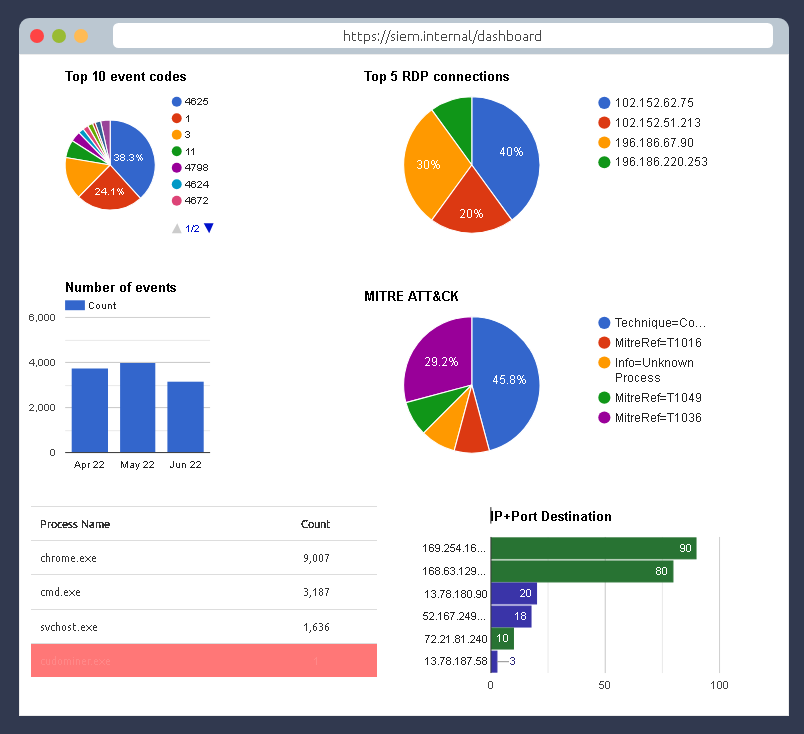 https://siem.internal/dashboard
Top 10 event codes
38.3%
24.1%
4625
1
3
11
4798
4624
4672
1/2
Top 5 RDP connections
40%
30%
20%
102.152.62.75
102.152.51.213
196.186.67.90
196.186.220.253
Number of events
Count
6,000
4,000
2,000
0
Apr 22 May 22 Jun 22
MITRE ATT&CK
29.2%
45.8%
Technique=Co...
MitreRef=T1016
Info=Unknown
Process
MitreRef=T1049
MitreRef=T1036
Process Name Count
chrome.exe 9,007
cmd.exe 3,187
svchost.exe 1,636
1
IP+Port Destination
169.254.16... 90
168.63.129... 80
13.78.180.90 20
52.167.249... 18
72.21.81.240 10
13.78.187.58 3
0 50 100